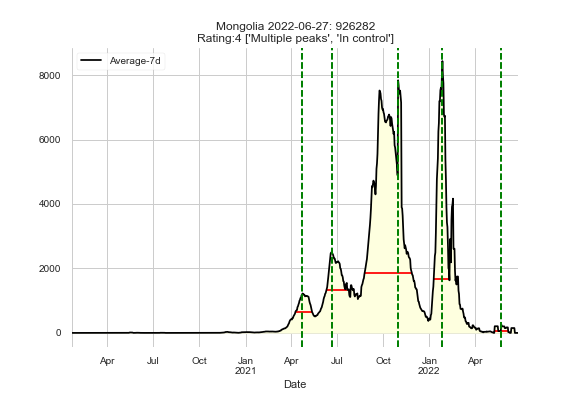 Mongolia 2022-06-27: 926282
Rating:4 ['Multiple peaks', 'In control']
Average-7d
8000
6000
4000
2000
0
Apr Jul Oct Jan Apr Jul Oct Jan Apr
2021 2022
Date